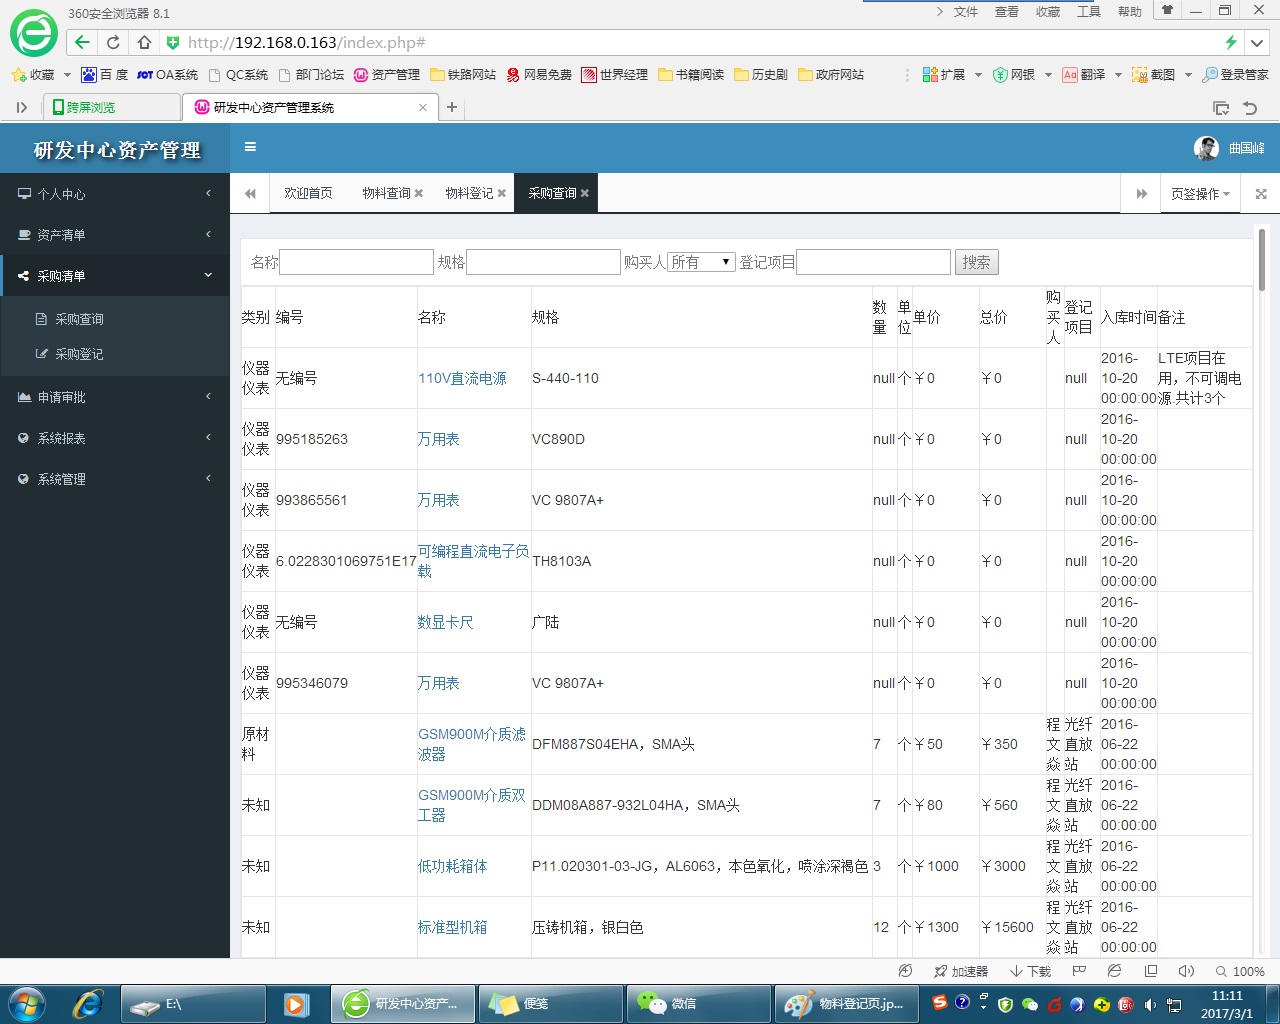 360安全浏览器 8.1
文件 查看 收藏 工具 帮助
http://192.168.0.163/index.php#
收藏 百 度 SOT OA系统 QC系统 部门论坛 资产管理 铁路网站 网易免费 世界经理 书籍阅读 历史剧 政府网站 扩展 网银 Aa 翻译 截图 登录管家
跨屏浏览 研发中心资产管理系统
研发中心资产管理
曲国峰
个人中心
资产清单
采购清单
采购查询
采购登记
申请审批
系统报表
系统管理
欢迎首页 物料查询 物料登记 采购查询 页签操作
名称 规格 购买人 所有 登记项目 搜索
类别 编号 名称 规格 数量 单位 单价 总价 购买人 登记项目 入库时间 备注
仪器仪表 无编号 110V直流电源 S-440-110 null 个 ￥0 ￥0 null 2016-10-20 00:00:00 LTE项目在用，不可调电源.共计3个
仪器仪表 995185263 万用表 VC890D null 个 ￥0 ￥0 null 2016-10-20 00:00:00
仪器仪表 993865561 万用表 VC 9807A+ null 个 ￥0 ￥0 null 2016-10-20 00:00:00
仪器仪表 6.0228301069751E17 可编程直流电子负载 TH8103A null 个 ￥0 ￥0 null 2016-10-20 00:00:00
仪器仪表 无编号 数显卡尺 广陆 null 个 ￥0 ￥0 null 2016-10-20 00:00:00
仪器仪表 995346079 万用表 VC 9807A+ null 个 ￥0 ￥0 null 2016-10-20 00:00:00
原材料 GSM900M介质滤波器 DFM887S04EHA，SMA头 7 个 ￥50 ￥350 程文焱 光纤直放站 2016-06-22 00:00:00
未知 GSM900M介质双工器 DDM08A887-932L04HA，SMA头 7 个 ￥80 ￥560 程文焱 光纤直放站 2016-06-22 00:00:00
未知 低功耗箱体 P11.020301-03-JG，AL6063，本色氧化，喷涂深褐色 3 个 ￥1000 ￥3000 程文焱 光纤直放站 2016-06-22 00:00:00
未知 标准型机箱 压铸机箱，银白色 12 个 ￥1300 ￥15600 程文焱 光纤直放站 2016-06-22 00:00:00
加速器 下载 100%
E:\ 研发中心资产... 便笺 微信 物料登记页.jp...
11:11
2017/3/1